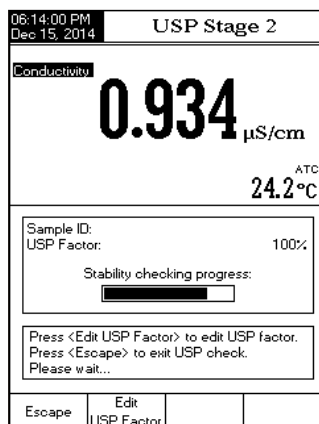 06:14:00 PM
Dec 15, 2014
USP Stage 2
Conductivity
0.934 µS/cm
ATC
24.2°C
Sample ID:
USP Factor: 100%
Stability checking progress:
Press <Edit USP Factor> to edit USP factor.
Press <Escape> to exit USP check.
Please wait...
Escape
Edit
USP Factor